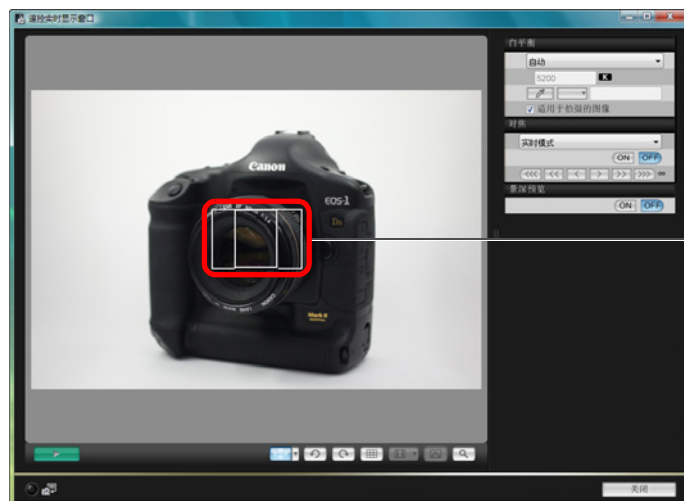 遥控实时显示窗口
白平衡
自动
5200
K
适用于拍摄的图像
对焦
实时模式
ON OFF
<<< << < > >> >>> ∞
景深预览
ON OFF
Canon
EOS-1
Ds
Mark II
关闭